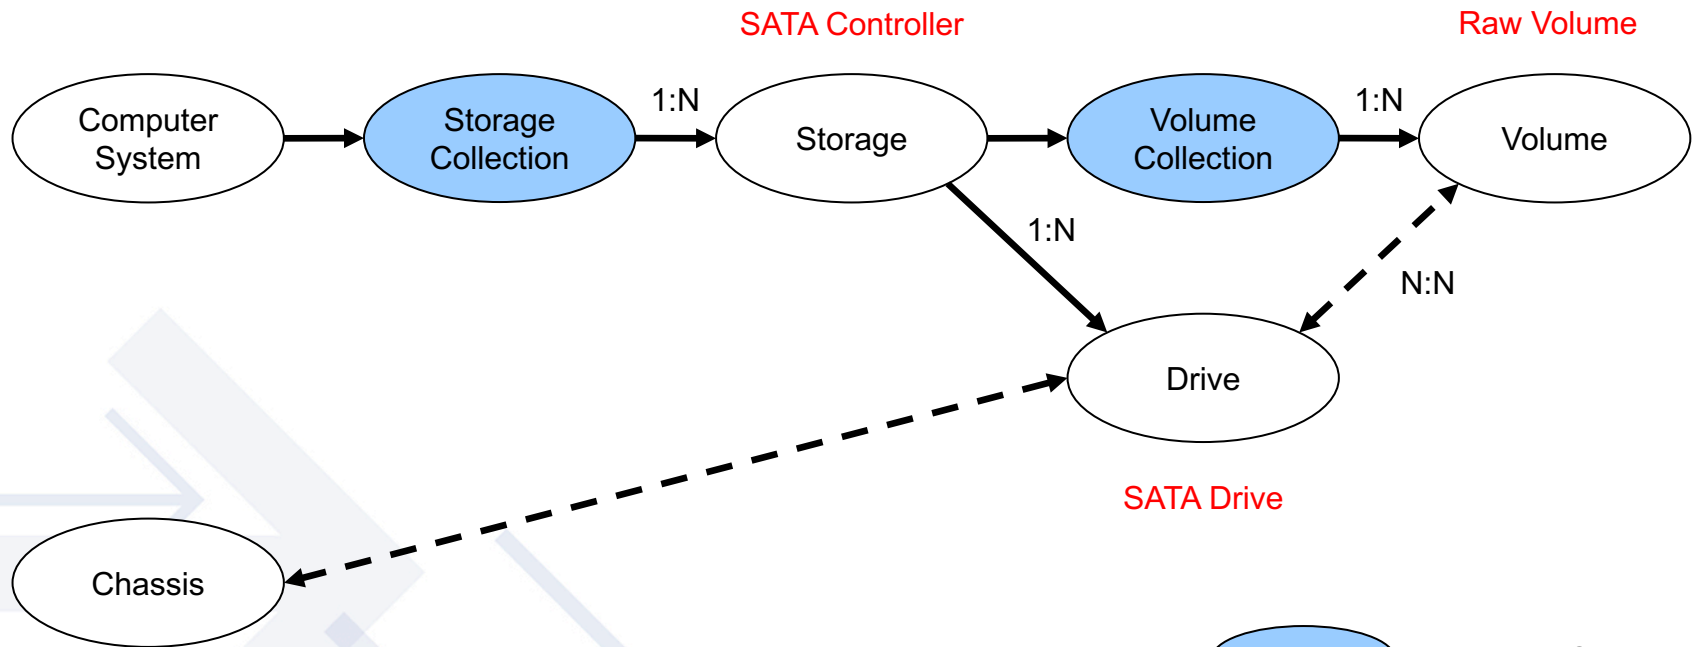 SATA Controller
Raw Volume
Computer
System
Storage
Collection
1:N
Storage
Volume
Collection
1:N
Volume
1:N
N:N
Drive
SATA Drive
Chassis